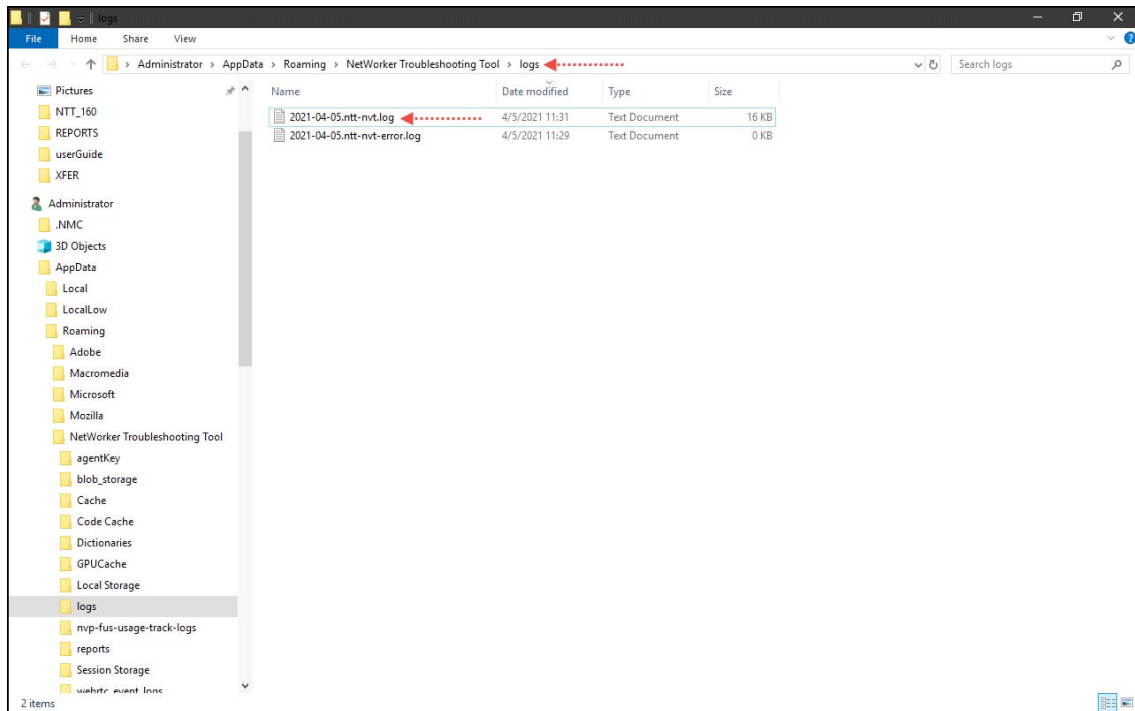 logs
File Home Share View
Administrator > AppData > Roaming > NetWorker Troubleshooting Tool > logs
Search logs
Name Date modified Type Size
2021-04-05.ntt-nvt.log 4/5/2021 11:31 Text Document 16 KB
2021-04-05.ntt-nvt-error.log 4/5/2021 11:29 Text Document 0 KB
Pictures
NTT_160
REPORTS
userGuide
XFER
Administrator
.NMC
3D Objects
AppData
Local
LocalLow
Roaming
Adobe
Macromedia
Microsoft
Mozilla
NetWorker Troubleshooting Tool
agentKey
blob_storage
Cache
Code Cache
Dictionaries
GPUCache
Local Storage
logs
nvp-fus-usage-track-logs
reports
Session Storage
webrtc_event_logs
2 items